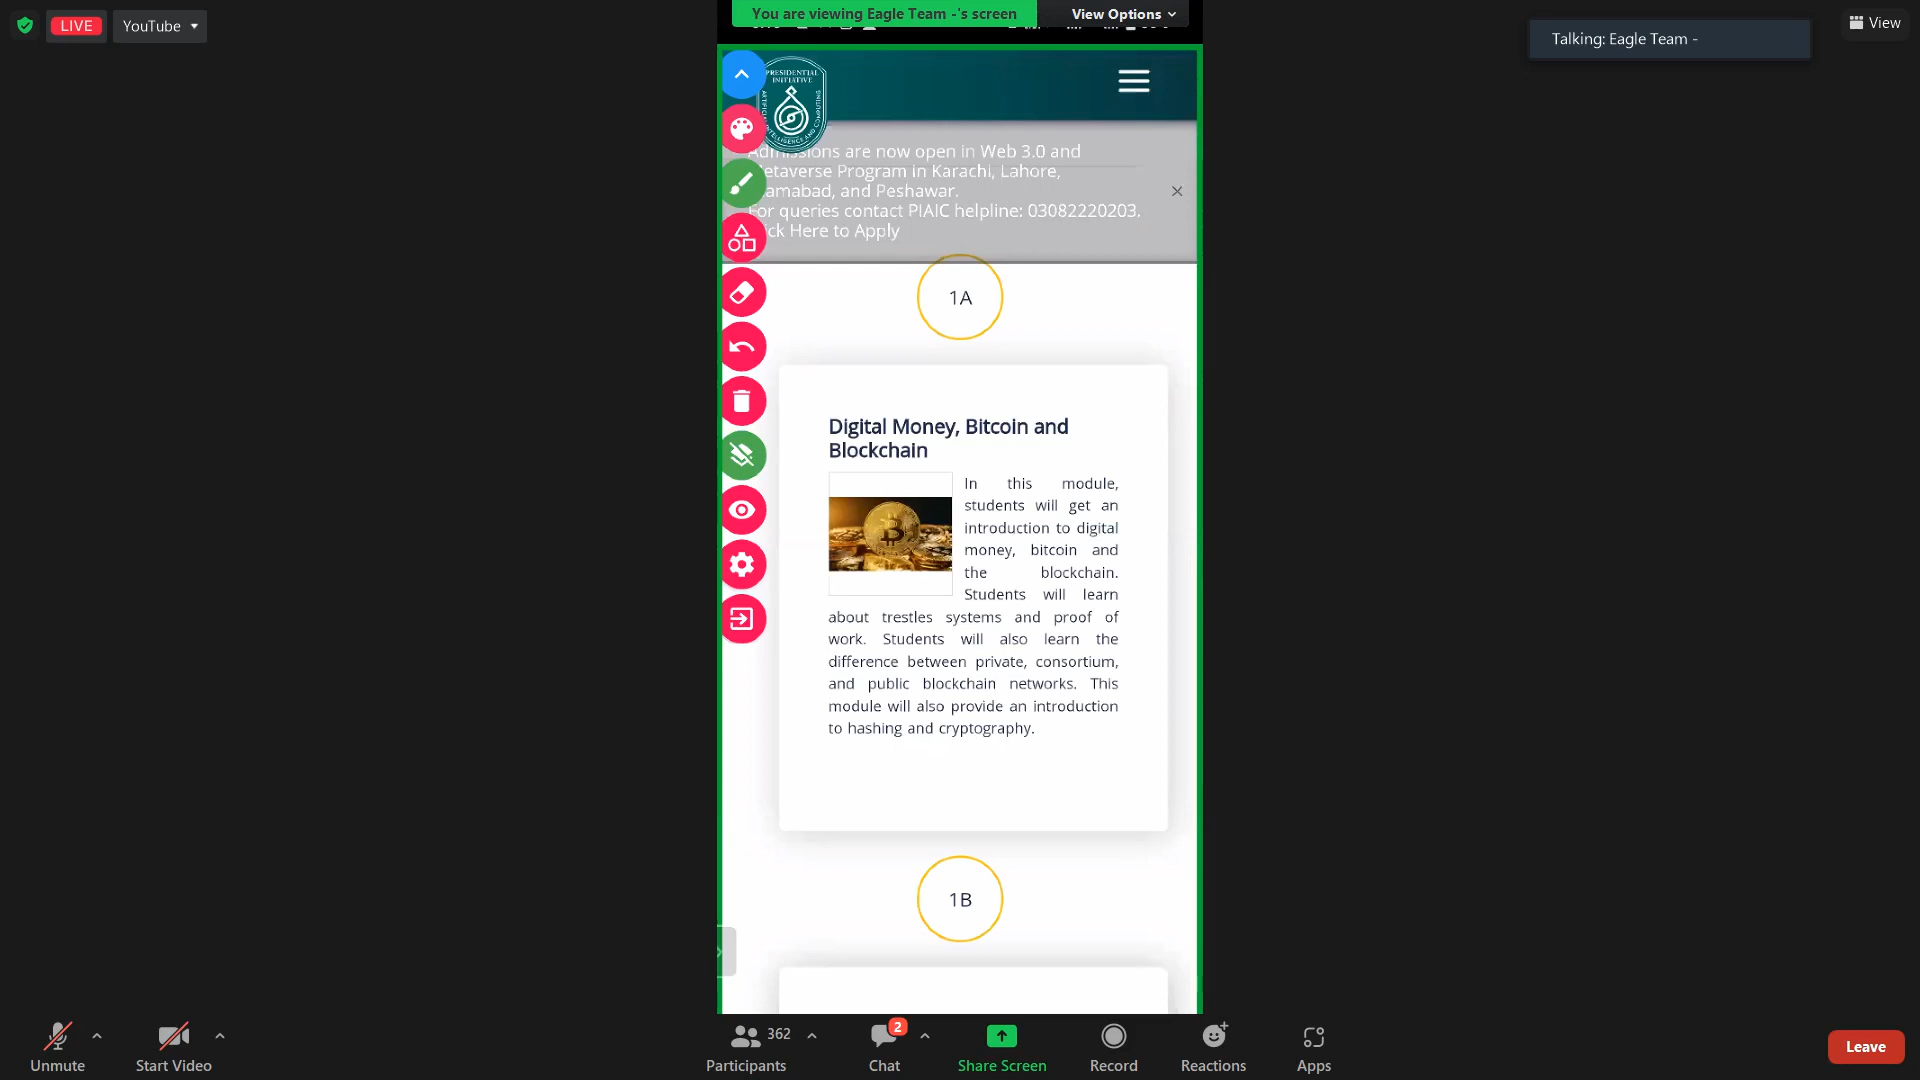 LIVE
YouTube
You are viewing Eagle Team -'s screen
View Options
Talking: Eagle Team -
View
PRESIDENTIAL
INITIATIVE
ARTIFICIAL INTELLIGENCE AND COMPUTING
Admissions are now open in Web 3.0 and
etaverse Program in Karachi, Lahore,
amabad, and Peshawar.
For queries contact PIAIC helpline: 03082220203.
ck Here to Apply
1A
Digital Money, Bitcoin and
Blockchain
In this module,
students will get an
introduction to digital
money, bitcoin and
the blockchain.
Students will learn
about trestles systems and proof of
work. Students will also learn the
difference between private, consortium,
and public blockchain networks. This
module will also provide an introduction
to hashing and cryptography.
1B
Unmute
Start Video
362
Participants
2
Chat
Share Screen
Record
Reactions
Apps
Leave